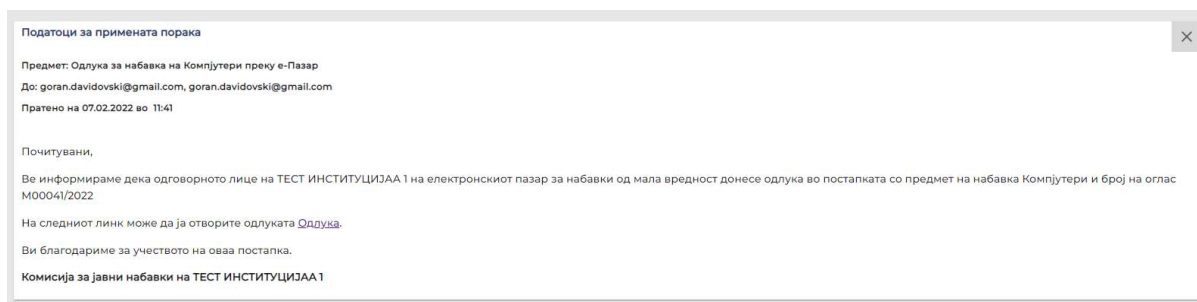 Податоци за примената порака
Предмет: Одлука за набавка на Компјутери преку е-Пазар
До: goran.davidovski@gmail.com, goran.davidovski@gmail.com
Пратено на 07.02.2022 во 11:41
Почитувани,
Ве информираме дека одговорното лице на ТЕСТ ИНСТИТУЦИЈАА 1 на електронскиот пазар за набавки од мала вредност донесе одлука во постапката со предмет на набавка Компјутери и број на оглас
М00041/2022
На следниот линк може да ја отворите одлуката Одлука.
Ви благодариме за учеството на оваа постапка.
Комисија за јавни набавки на ТЕСТ ИНСТИТУЦИЈАА 1